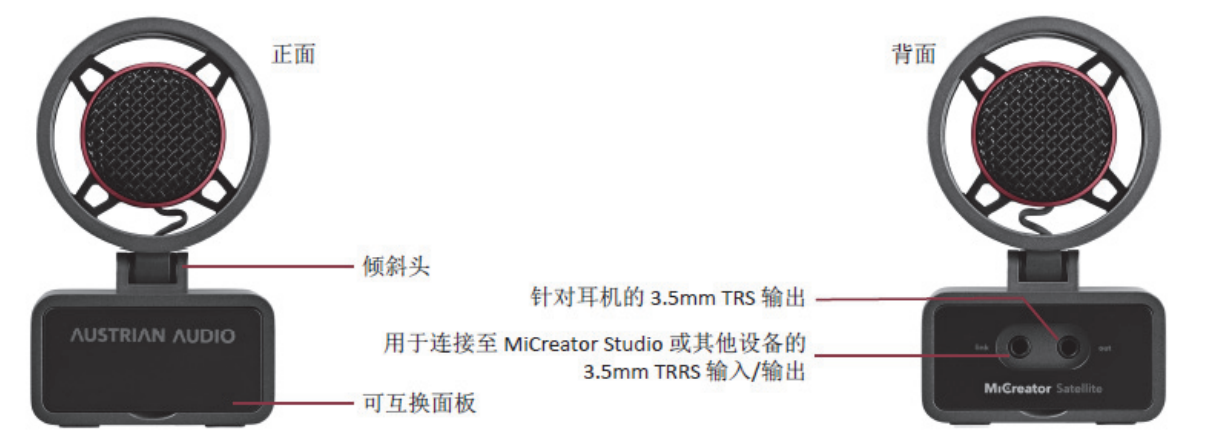 正面
背面
倾斜头
针对耳机的 3.5mm TRS 输出
AUSTRIAN AUDIO
用于连接至 MiCreator Studio 或其他设备的
3.5mm TRRS 输入/输出
link
out
MiCreator Satellite
可互换面板